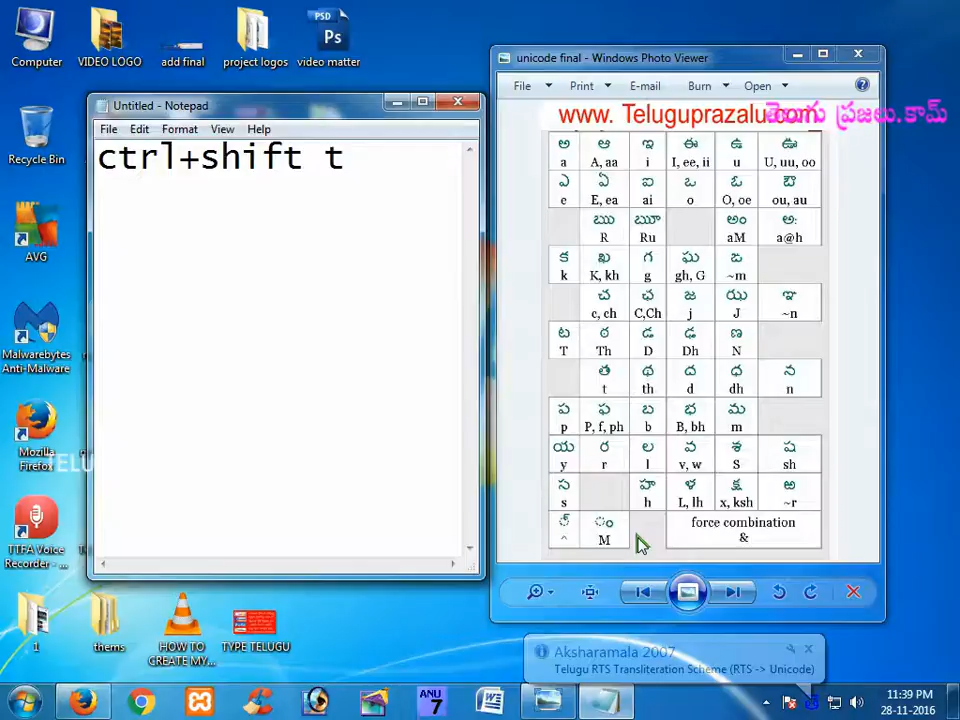 Computer
VIDEO LOGO
add final
project logos
PSD
Ps
video matter
Recycle Bin
AVG
Malwarebytes
Anti-Malware
Mozilla
Firefox
TELU
TTFA Voice
Recorder - ...
1
thems
HOW TO
CREATE MY...
TYPE TELUGU
Untitled - Notepad
File Edit Format View Help
ctrl+shift t
unicode final - Windows Photo Viewer
File Print E-mail Burn Open
www. Teluguprazalu.com
తెలుగు ప్రజలు.కామ్
అ ఆ ఇ ఈ ఉ ఊ
a A, aa i I, ee, ii u U, uu, oo
ఎ ఏ ఐ ఒ ఓ ఔ
e E, ea ai o O, oe ou, au
ఋ ౠ అం అః
R Ru aM a@h
క ఖ గ ఘ ఙ
k K, kh g gh, G ~m
చ ఛ జ ఝ ఞ
c, ch C,Ch j J ~n
ట ఠ డ ఢ ణ
T Th D Dh N
త థ ద ధ న
t th d dh n
ప ఫ బ భ మ
p P, f, ph b B, bh m
య ర ల వ శ ష
y r l v, w S sh
స హ ళ క్ష ఱ
s h L, lh x, ksh ~r
్ ం force combination
^ M &
Aksharamala 2007
Telugu RTS Transliteration Scheme (RTS -> Unicode)
ANU
7
11:39 PM
28-11-2016